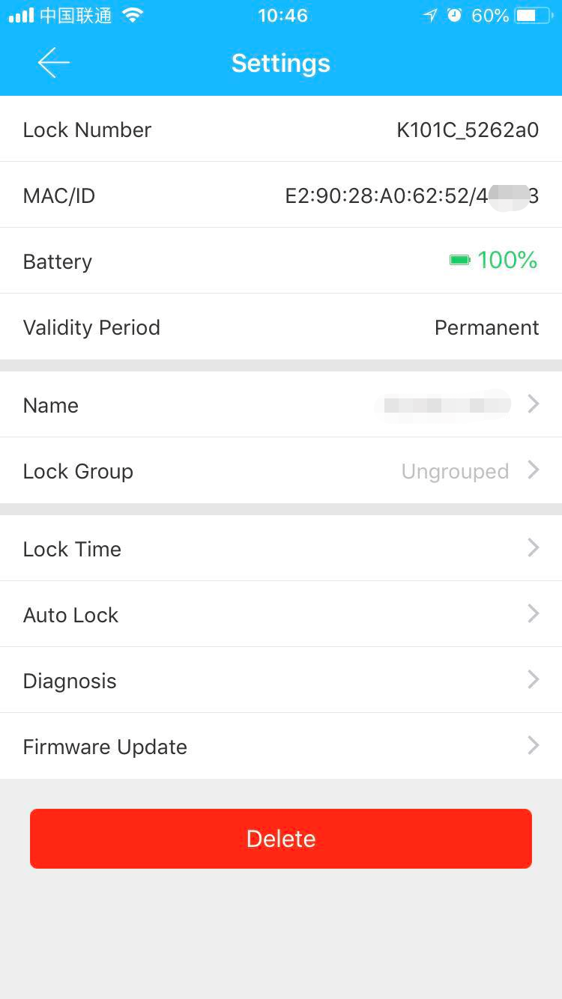 中国联通 10:46 60%
Settings
Lock Number K101C_5262a0
MAC/ID E2:90:28:A0:62:52/4 3
Battery 100%
Validity Period Permanent
Name
Lock Group Ungrouped
Lock Time
Auto Lock
Diagnosis
Firmware Update
Delete